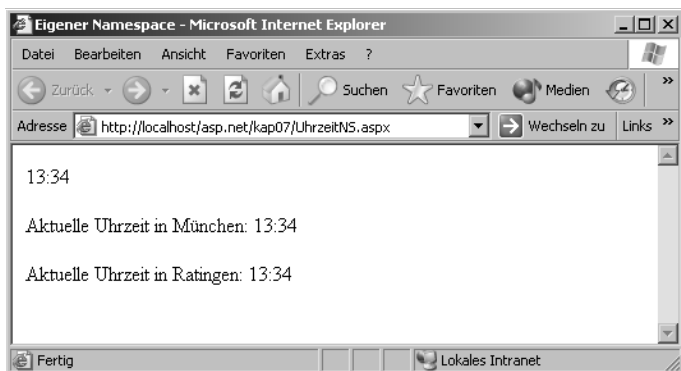 Eigener Namespace - Microsoft Internet Explorer
Datei Bearbeiten Ansicht Favoriten Extras ?
Zurück Suchen Favoriten Medien »
Adresse http://localhost/asp.net/kap07/UhrzeitNS.aspx Wechseln zu Links »
13:34
Aktuelle Uhrzeit in München: 13:34
Aktuelle Uhrzeit in Ratingen: 13:34
Fertig Lokales Intranet